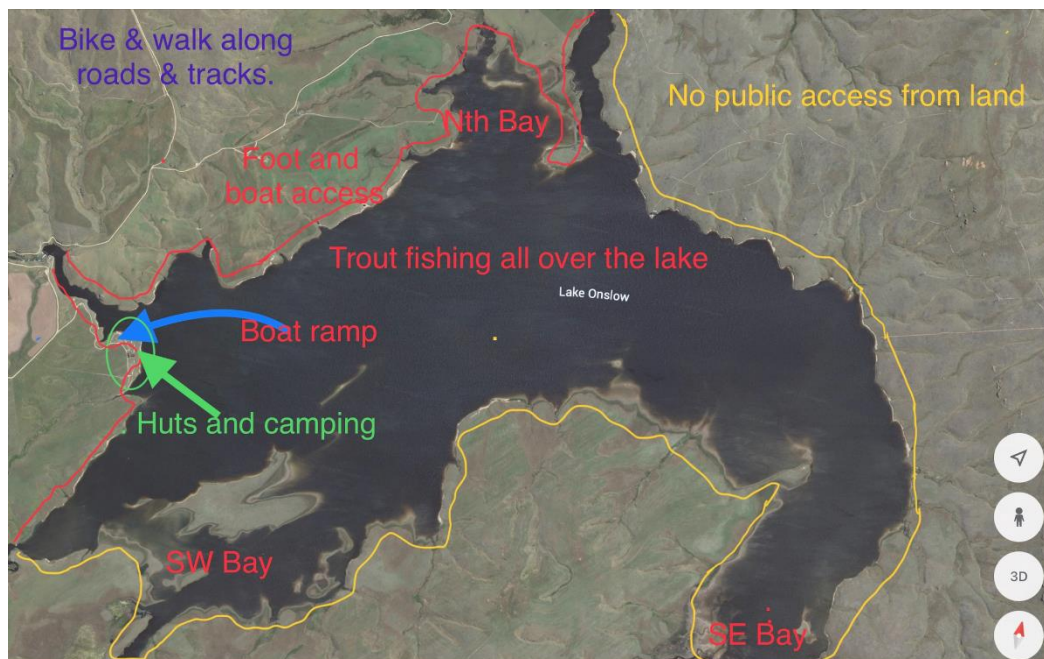 Bike & walk along
roads & tracks.
No public access from land
Nth Bay
Foot and
boat access
Trout fishing all over the lake
Lake Onslow
Boat ramp
Huts and camping
SW Bay
3D
SE Bay